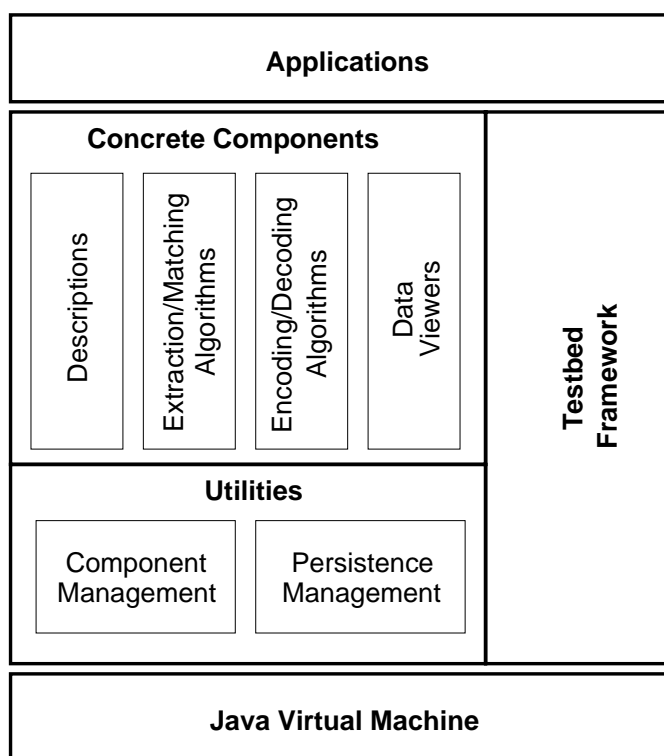 Applications
Concrete Components
Descriptions
Extraction/Matching
Algorithms
Encoding/Decoding
Algorithms
Data
Viewers
Testbed
Framework
Utilities
Component
Management
Persistence
Management
Java Virtual Machine